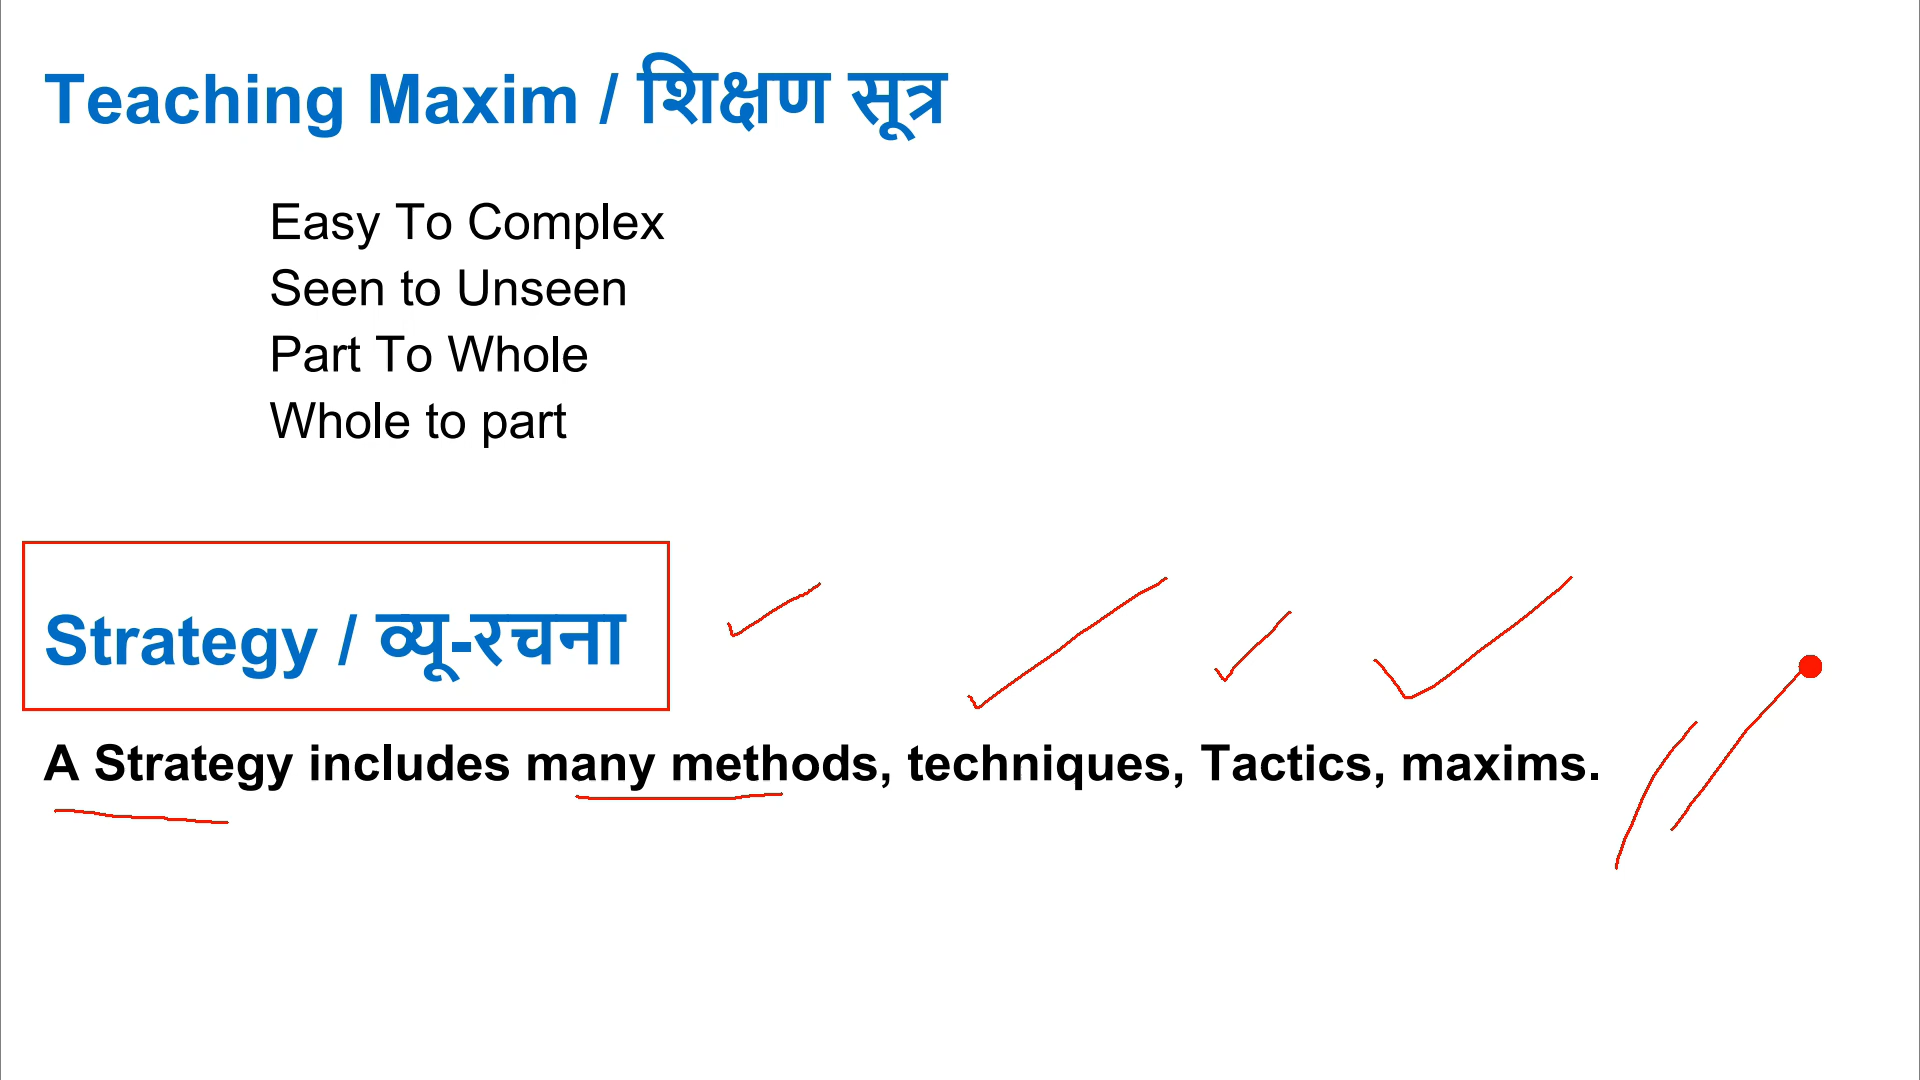 Teaching Maxim / शिक्षण सूत्र
Easy To Complex
Seen to Unseen
Part To Whole
Whole to part
Strategy / व्यू-रचना
A Strategy includes many methods, techniques, Tactics, maxims.